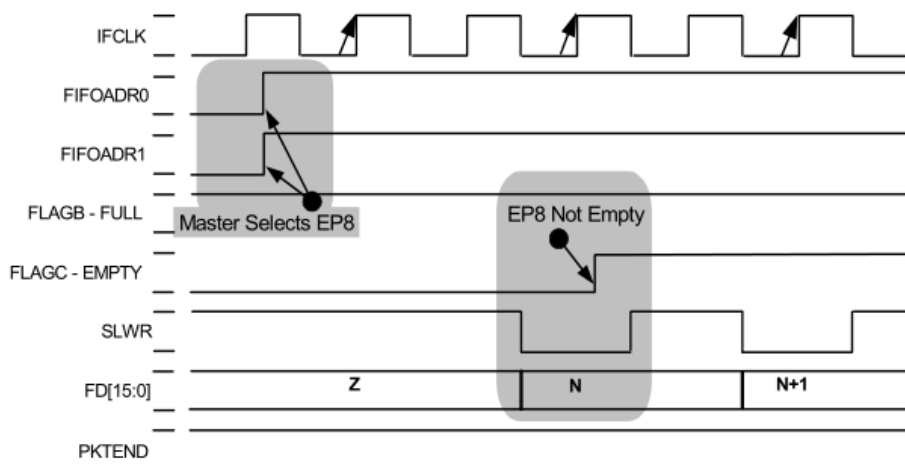 IFCLK
FIFOADR0
FIFOADR1
Master Selects EP8
FLAGB - FULL
EP8 Not Empty
FLAGC - EMPTY
SLWR
FD[15:0]
Z
N
N+1
PKTEND